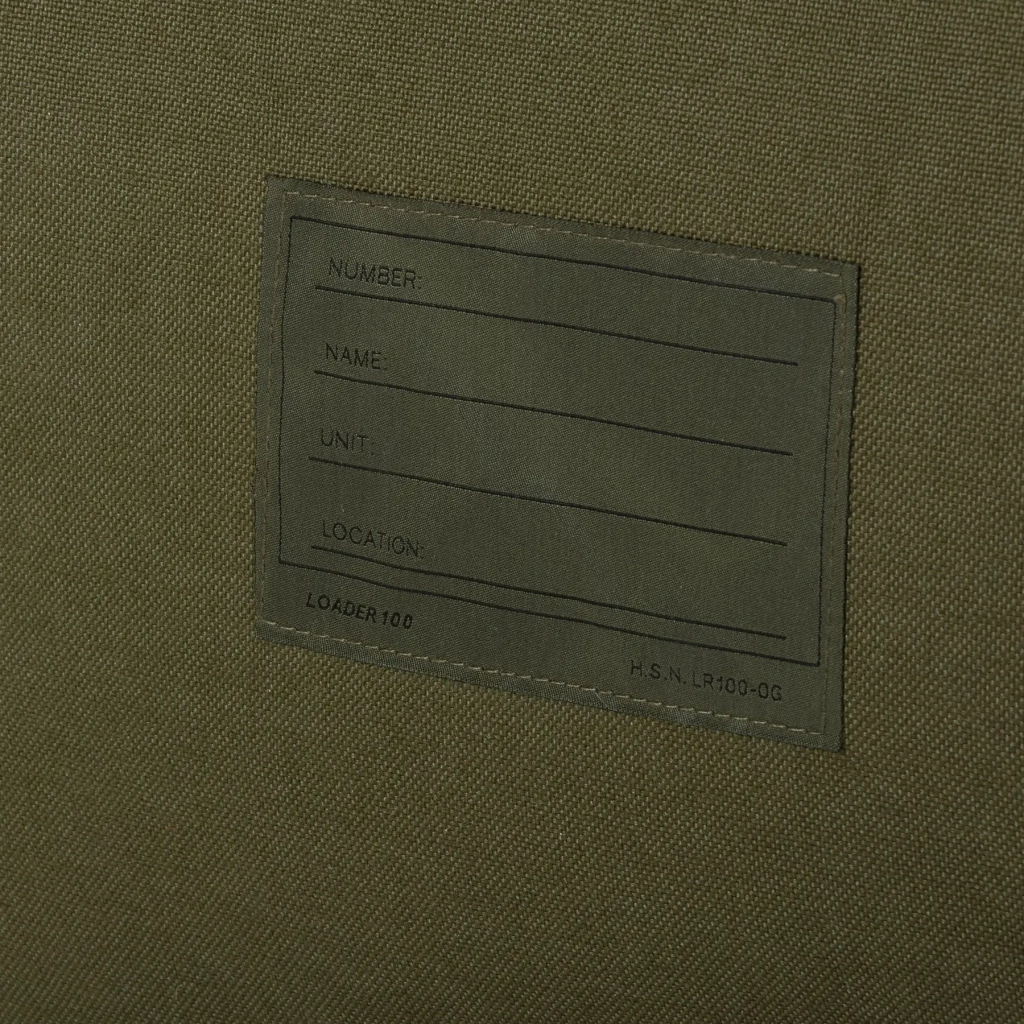 NUMBER:
NAME:
UNIT:
LOCATION:
LOADER 100
H.S.N. LR100-OG